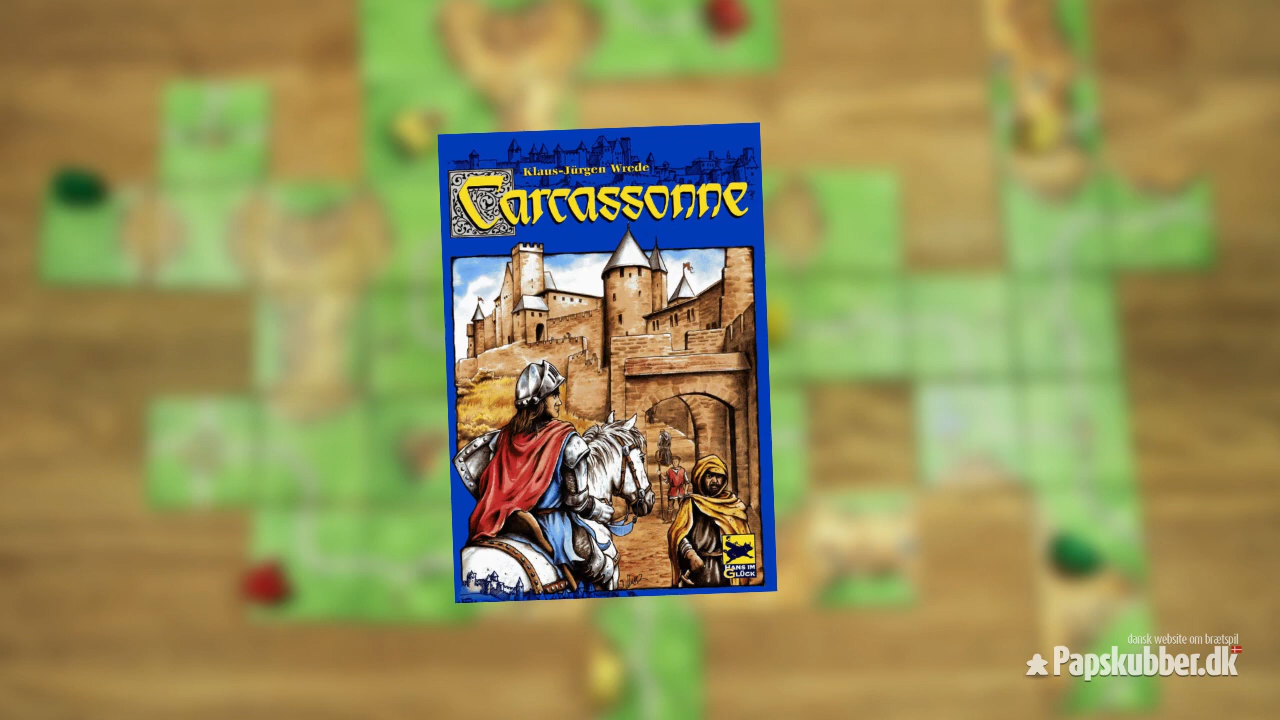 Klaus-Jürgen Wrede
Carcassonne
HANS IM
GLÜCK
dansk website om brætspil
Papskubber.dk